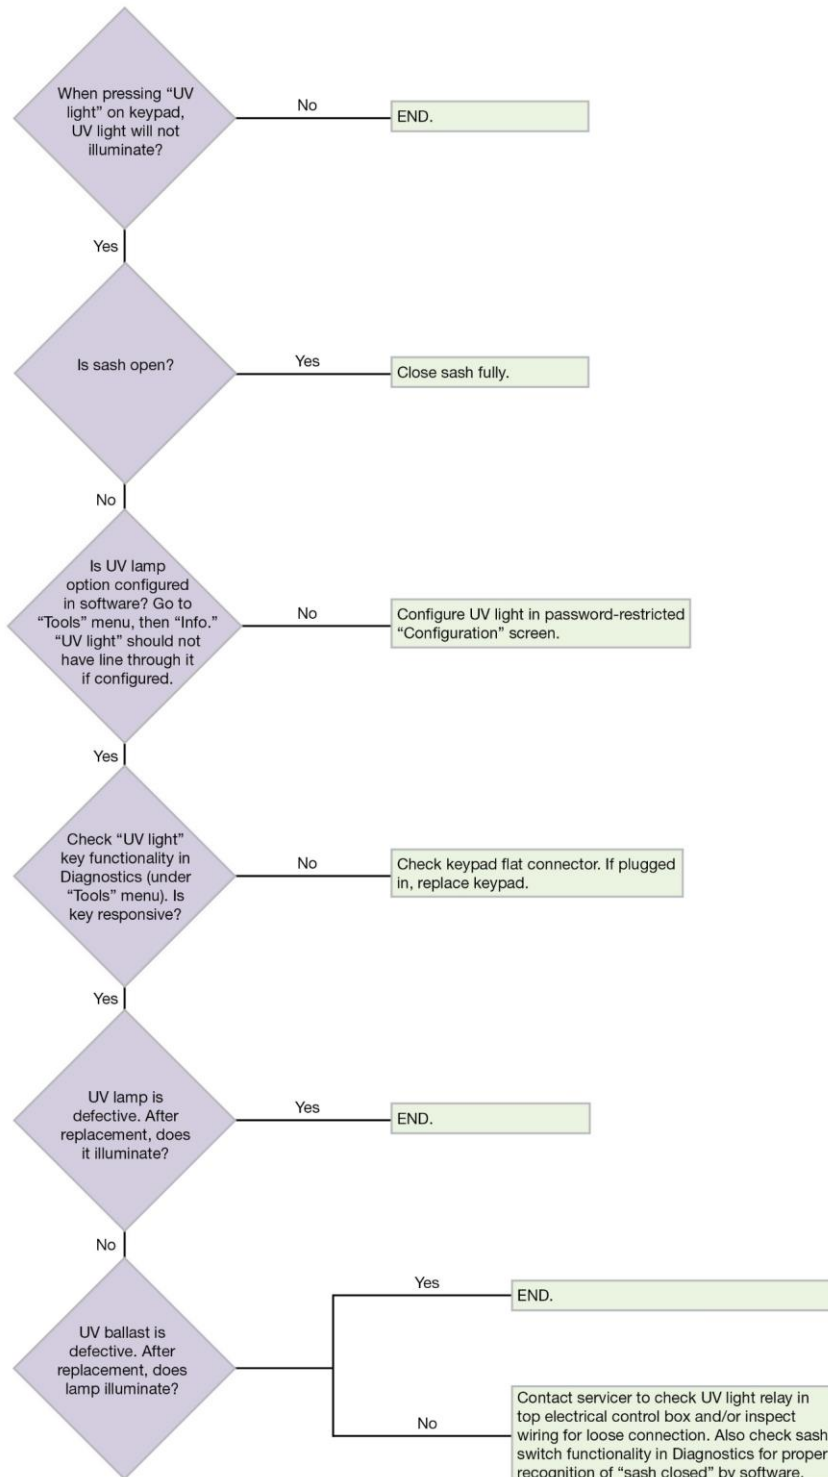 When pressing “UV
light” on keypad,
UV light will not
illuminate?
No
END.
Yes
Is sash open?
Yes
Close sash fully.
No
Is UV lamp
option configured
in software? Go to
“Tools” menu, then “Info.”
“UV light” should not
have line through it
if configured.
No
Configure UV light in password-restricted
“Configuration” screen.
Yes
Check “UV light”
key functionality in
Diagnostics (under
“Tools” menu). Is
key responsive?
No
Check keypad flat connector. If plugged
in, replace keypad.
Yes
UV lamp is
defective. After
replacement, does
it illuminate?
Yes
END.
No
UV ballast is
defective. After
replacement, does
lamp illuminate?
Yes
END.
No
Contact servicer to check UV light relay in
top electrical control box and/or inspect
wiring for loose connection. Also check sash
switch functionality in Diagnostics for proper
recognition of “sash closed” by software.